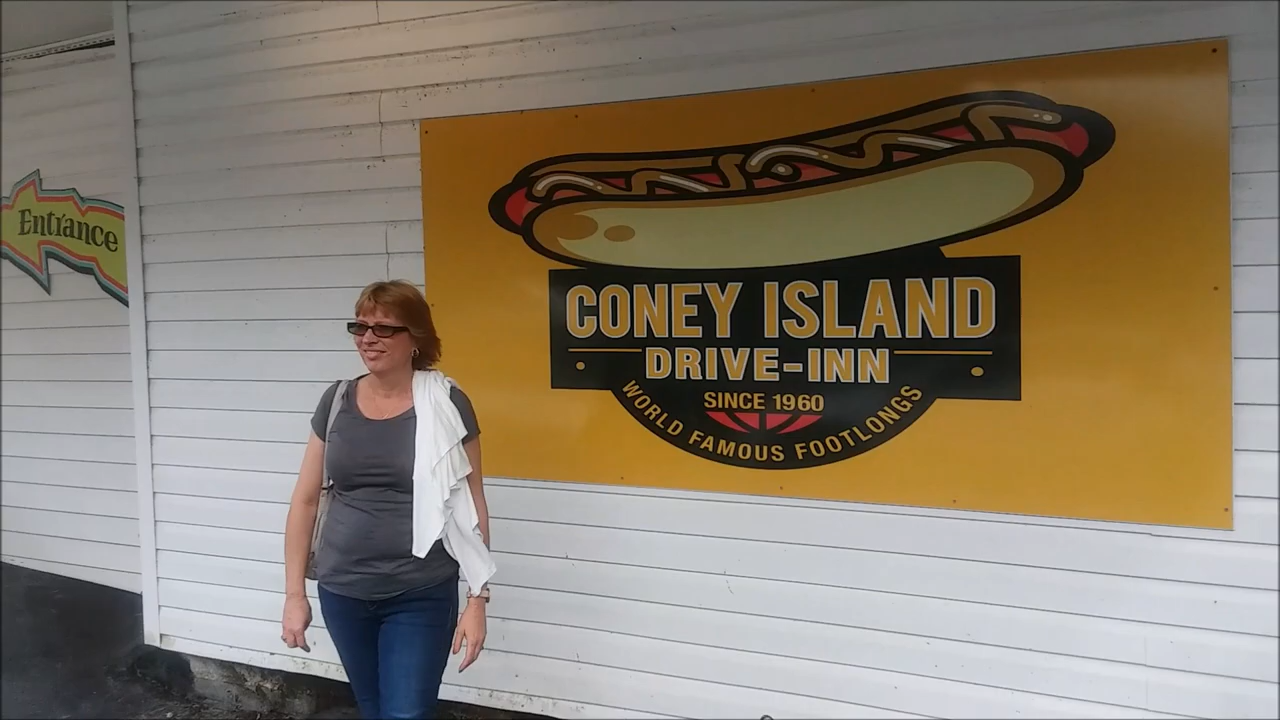 Entrance
CONEY ISLAND
DRIVE-INN
SINCE 1960
WORLD FAMOUS FOOTLONGS